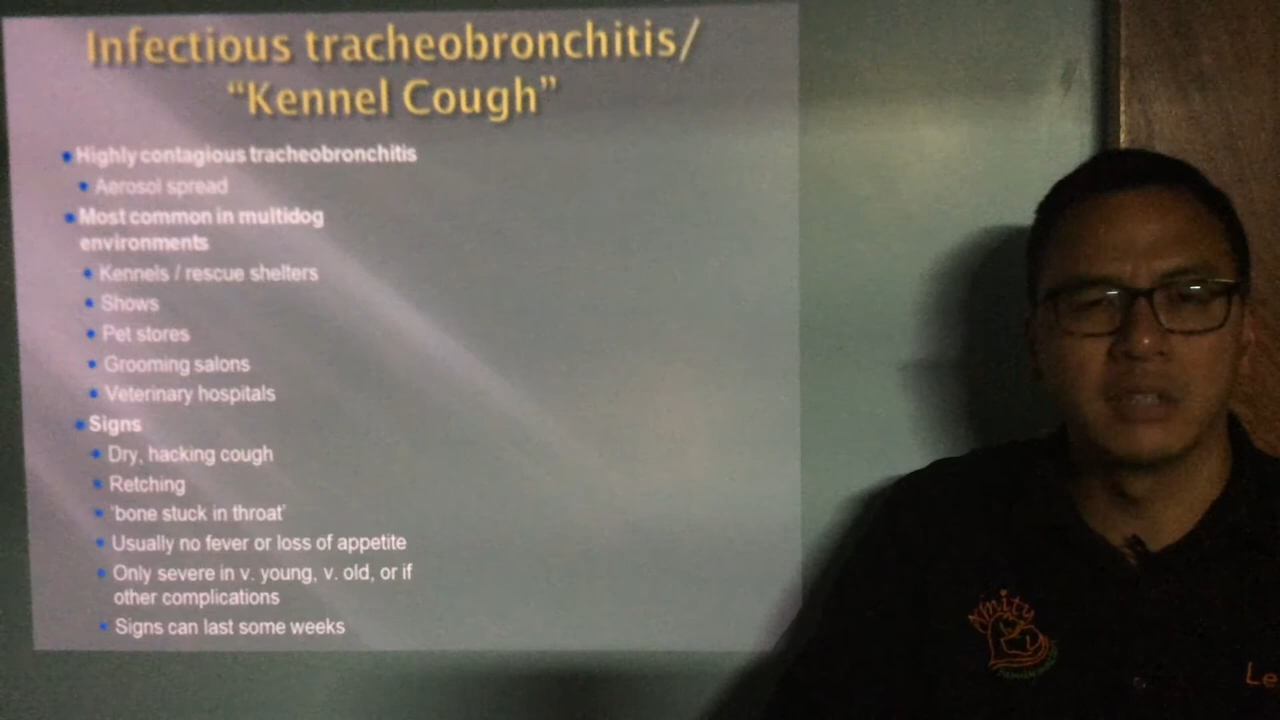 Infectious tracheobronchitis/
“Kennel Cough”
Highly contagious tracheobronchitis
Aerosol spread
Most common in multidog
environments
Kennels / rescue shelters
Shows
Pet stores
Grooming salons
Veterinary hospitals
Signs
Dry, hacking cough
Retching
‘bone stuck in throat’
Usually no fever or loss of appetite
Only severe in v. young, v. old, or if
other complications
Signs can last some weeks
Amity
Le